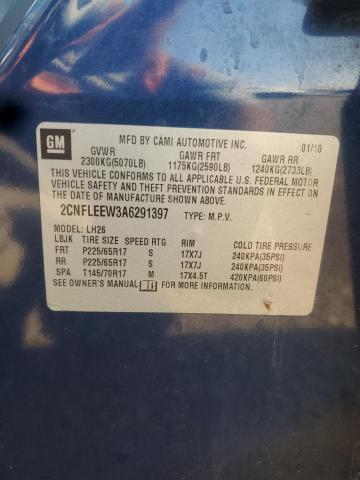 GM
MFD BY CAMI AUTOMOTIVE INC. 01/10
GVWR GAWR FRT GAWR RR
2300KG(5070LB) 1175KG(2590LB) 1240KG(2733LB)
THIS VEHICLE CONFORMS TO ALL APPLICABLE U.S. FEDERAL MOTOR
VEHICLE SAFETY AND THEFT PREVENTION STANDARDS IN EFFECT ON
THE DATE OF MANUFACTURE SHOWN ABOVE.
2CNFLEEW3A6291397 TYPE: M.P.V.
MODEL: LH26
LBJK TIRE SIZE SPEED RTG RIM COLD TIRE PRESSURE
FRT P225/65R17 S 17X7J 240KPA(35PSI)
RR P225/65R17 S 17X7J 240KPA(35PSI)
SPA T145/70R17 M 17X4.5T 420KPA(60PSI)
SEE OWNER'S MANUAL FOR MORE INFORMATION.